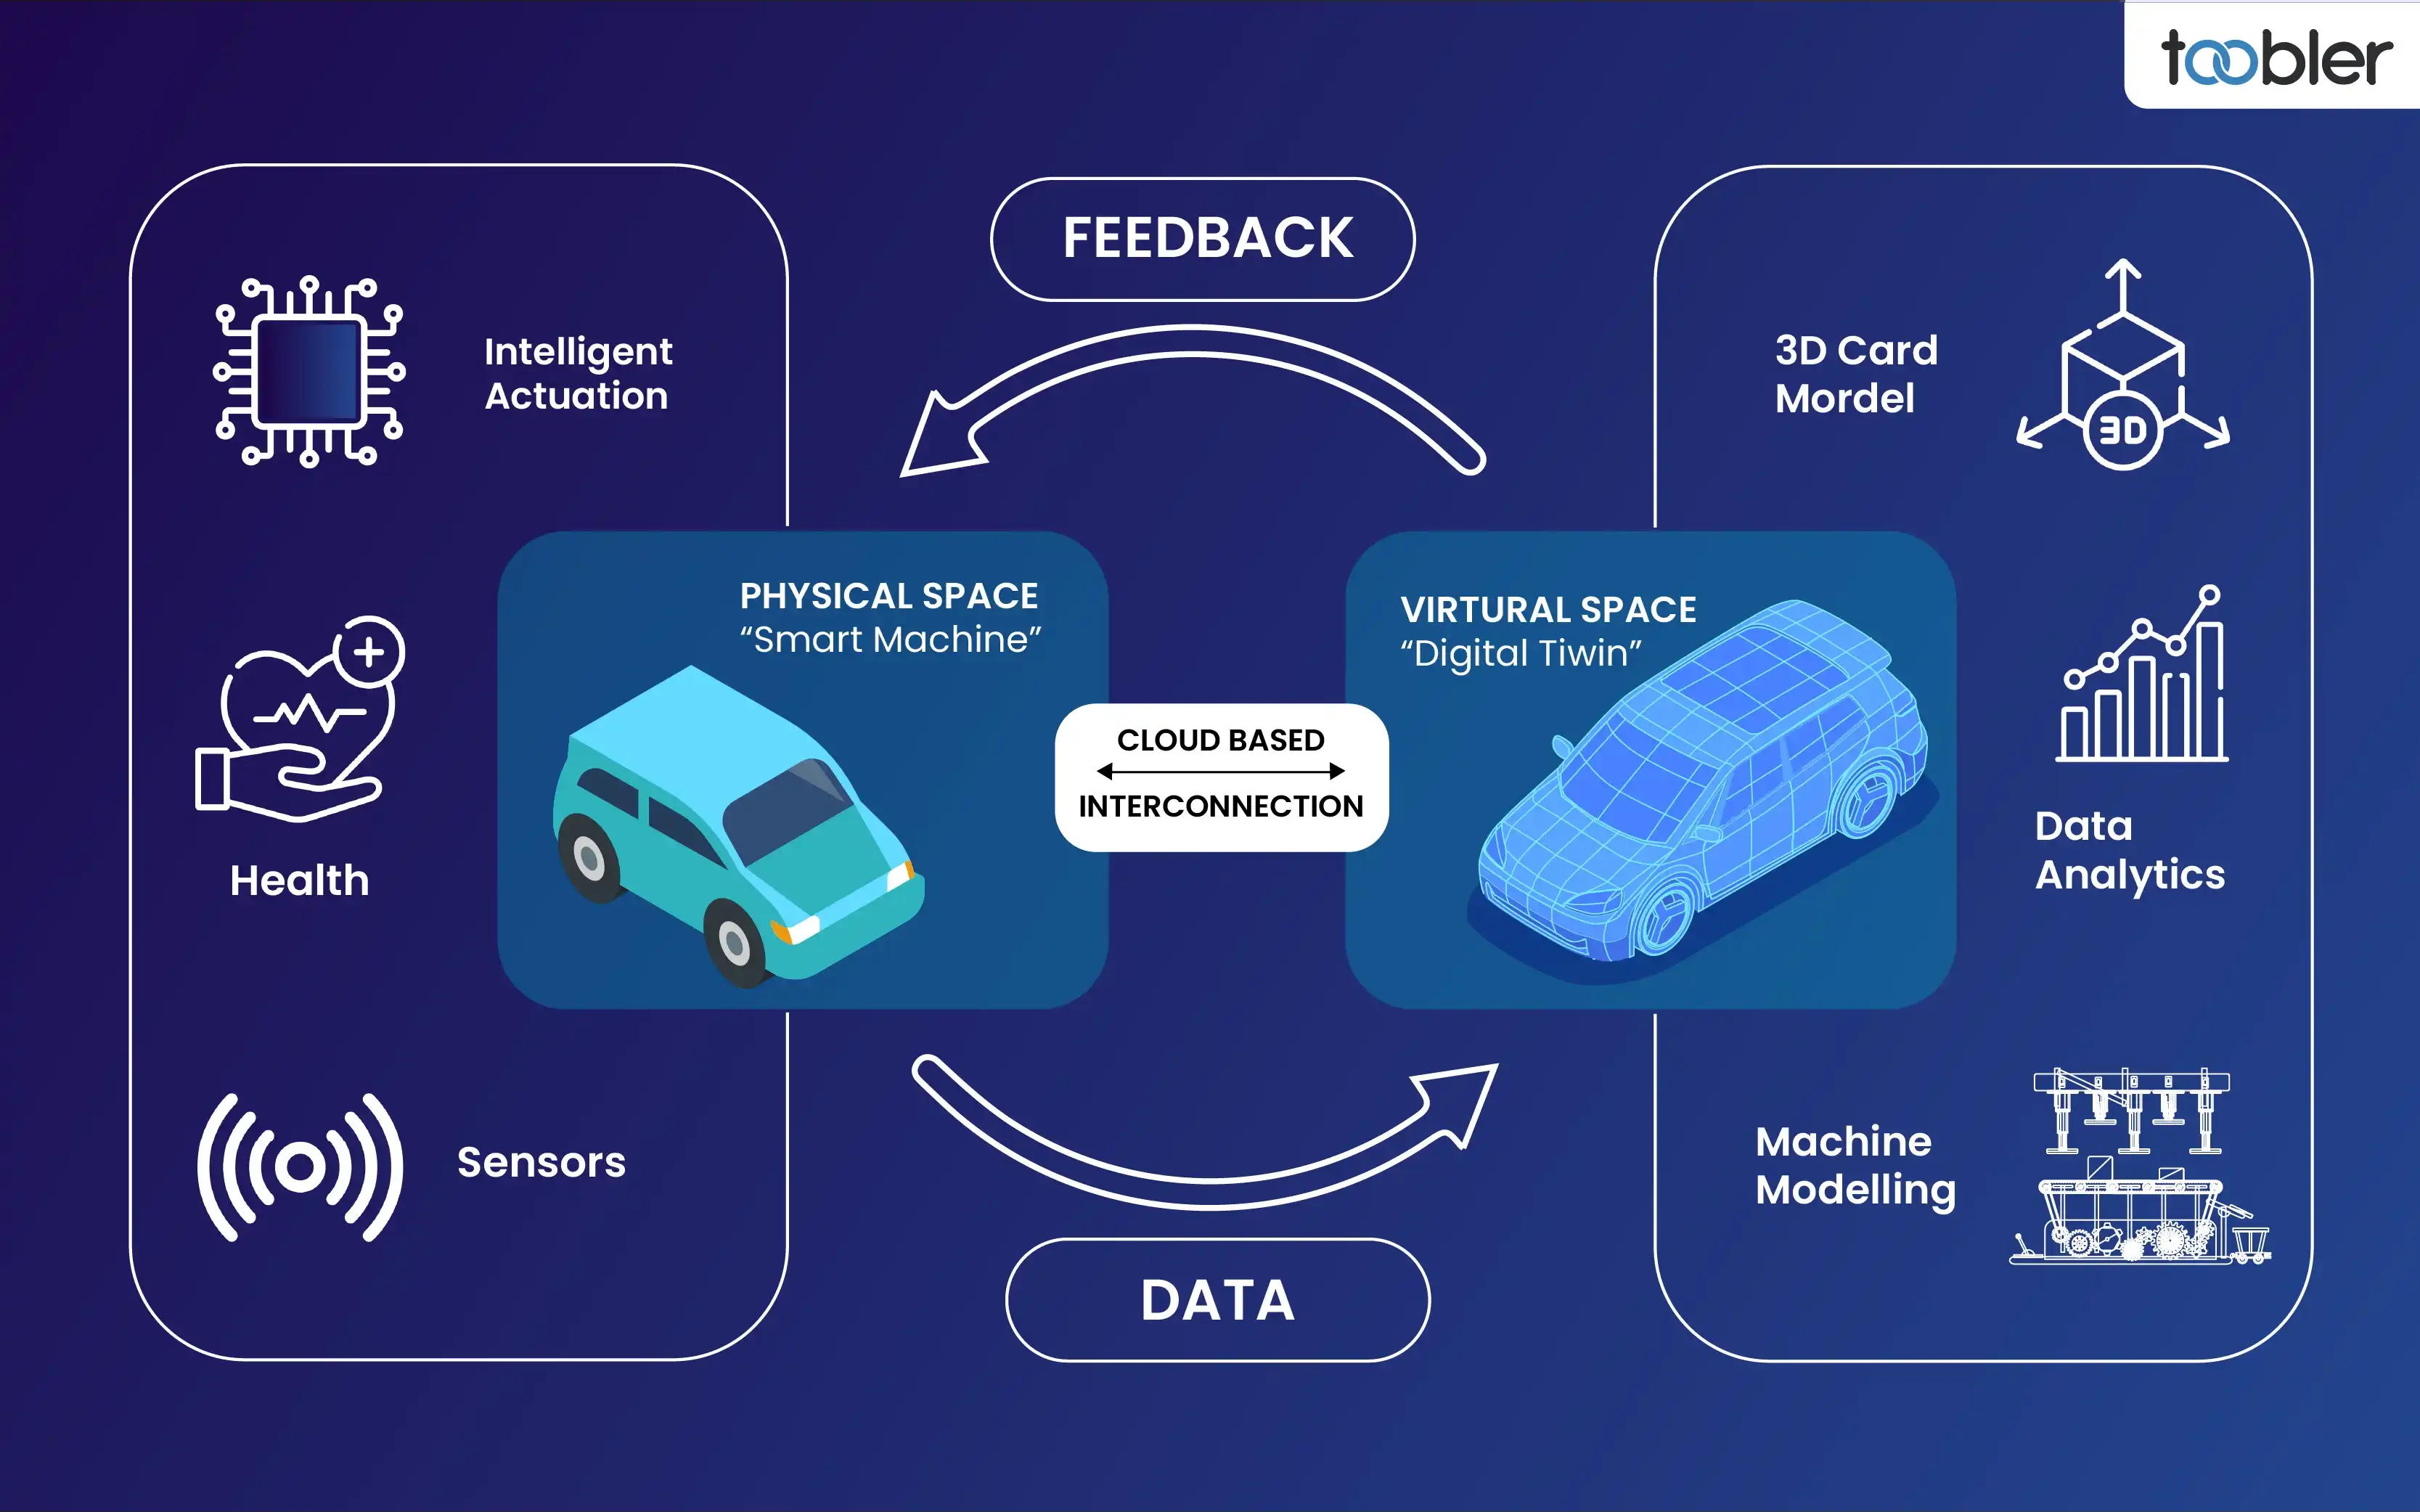 toobler
FEEDBACK
Intelligent
Actuation
3D Card
Mordel
3D
PHYSICAL SPACE
“Smart Machine”
VIRTURAL SPACE
“Digital Tiwin”
CLOUD BASED
INTERCONNECTION
Health
Data
Analytics
Sensors
Machine
Modelling
DATA